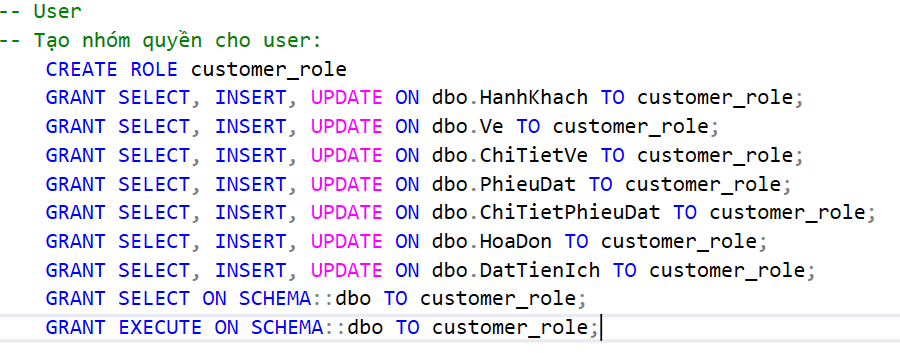 -- User
-- Tạo nhóm quyền cho user:
CREATE ROLE customer_role
GRANT SELECT, INSERT, UPDATE ON dbo.HanhKhach TO customer_role;
GRANT SELECT, INSERT, UPDATE ON dbo.Ve TO customer_role;
GRANT SELECT, INSERT, UPDATE ON dbo.ChiTietVe TO customer_role;
GRANT SELECT, INSERT, UPDATE ON dbo.PhieuDat TO customer_role;
GRANT SELECT, INSERT, UPDATE ON dbo.ChiTietPhieuDat TO customer_role;
GRANT SELECT, INSERT, UPDATE ON dbo.HoaDon TO customer_role;
GRANT SELECT, INSERT, UPDATE ON dbo.DatTienIch TO customer_role;
GRANT SELECT ON SCHEMA::dbo TO customer_role;
GRANT EXECUTE ON SCHEMA::dbo TO customer_role;